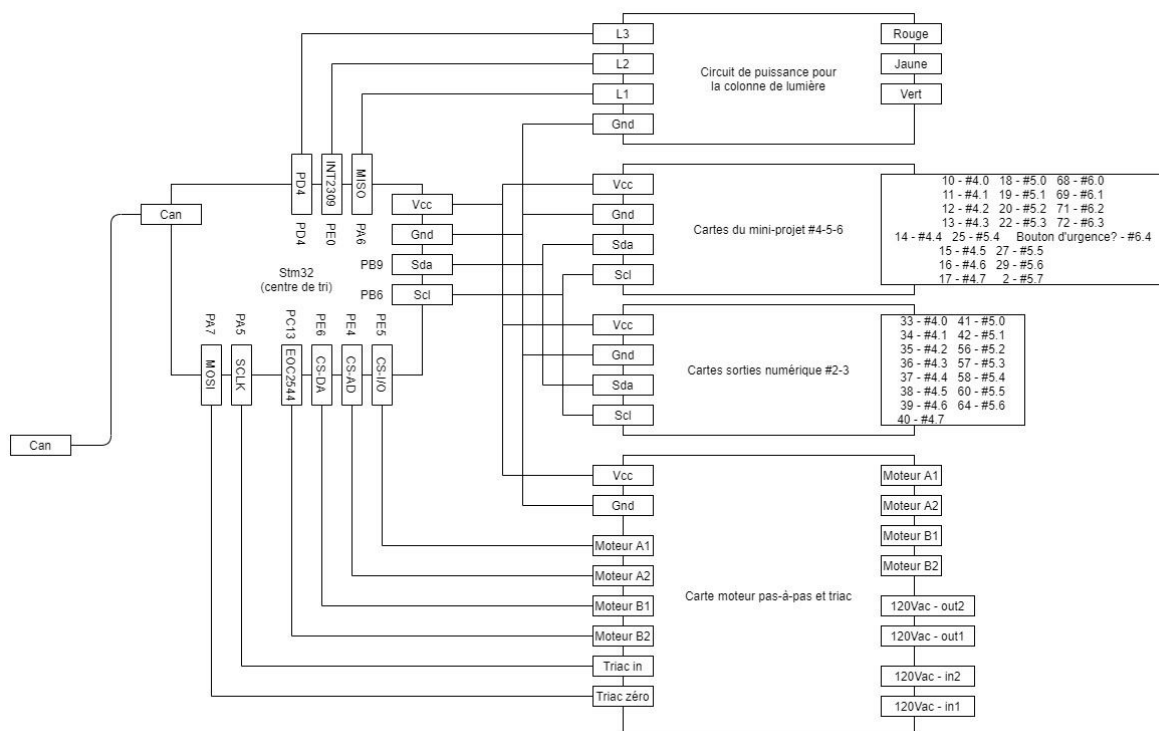 L3
Rouge
L2
Jaune
Circuit de puissance pour
la colonne de lumière
L1
Vert
Gnd
PD4
INT2309
MISO
PD4
PE0
PA6
Can
Vcc
Gnd
PB9
Sda
PB6
Scl
Stm32
(centre de tri)
PA7
PA5
PC13
PE6
PE4
PE5
MOSI
SCLK
EOC2544
CS-DA
CS-AD
CS-I/O
Can
Vcc
Gnd
Sda
Scl
Cartes du mini-projet #4-5-6
10 - #4.0 18 - #5.0 68 - #6.0
11 - #4.1 19 - #5.1 69 - #6.1
12 - #4.2 20 - #5.2 71 - #6.2
13 - #4.3 22 - #5.3 72 - #6.3
14 - #4.4 25 - #5.4 Bouton d'urgence? - #6.4
15 - #4.5 27 - #5.5
16 - #4.6 29 - #5.6
17 - #4.7 2 - #5.7
Vcc
Gnd
Sda
Scl
Cartes sorties numérique #2-3
33 - #4.0 41 - #5.0
34 - #4.1 42 - #5.1
35 - #4.2 56 - #5.2
36 - #4.3 57 - #5.3
37 - #4.4 58 - #5.4
38 - #4.5 60 - #5.5
39 - #4.6 64 - #5.6
40 - #4.7
Vcc
Gnd
Moteur A1
Moteur A2
Moteur B1
Moteur B2
Triac in
Triac zéro
Carte moteur pas-à-pas et triac
Moteur A1
Moteur A2
Moteur B1
Moteur B2
120Vac - out2
120Vac - out1
120Vac - in2
120Vac - in1